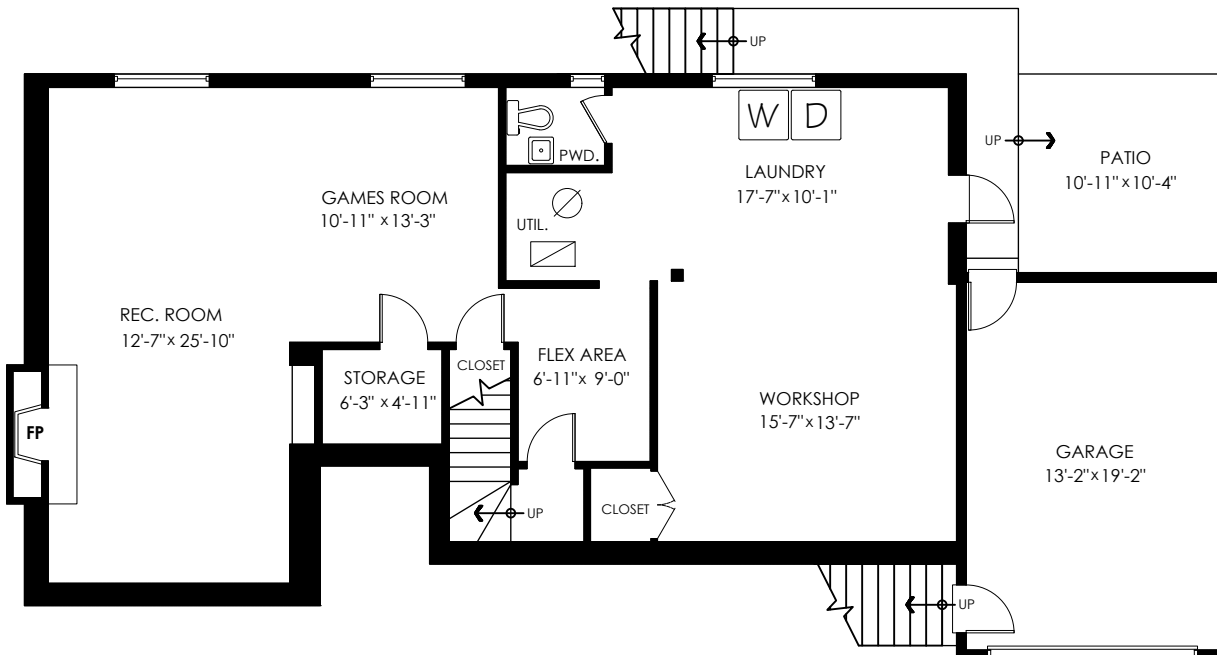 UP
W D
PWD.
UP
PATIO
10'-11" x 10'-4"
LAUNDRY
17'-7" x 10'-1"
GAMES ROOM
10'-11" x 13'-3"
UTIL.
REC. ROOM
12'-7" x 25'-10"
FLEX AREA
6'-11" x 9'-0"
CLOSET
STORAGE
6'-3" x 4'-11"
WORKSHOP
15'-7" x 13'-7"
FP
GARAGE
13'-2" x 19'-2"
UP
CLOSET
UP